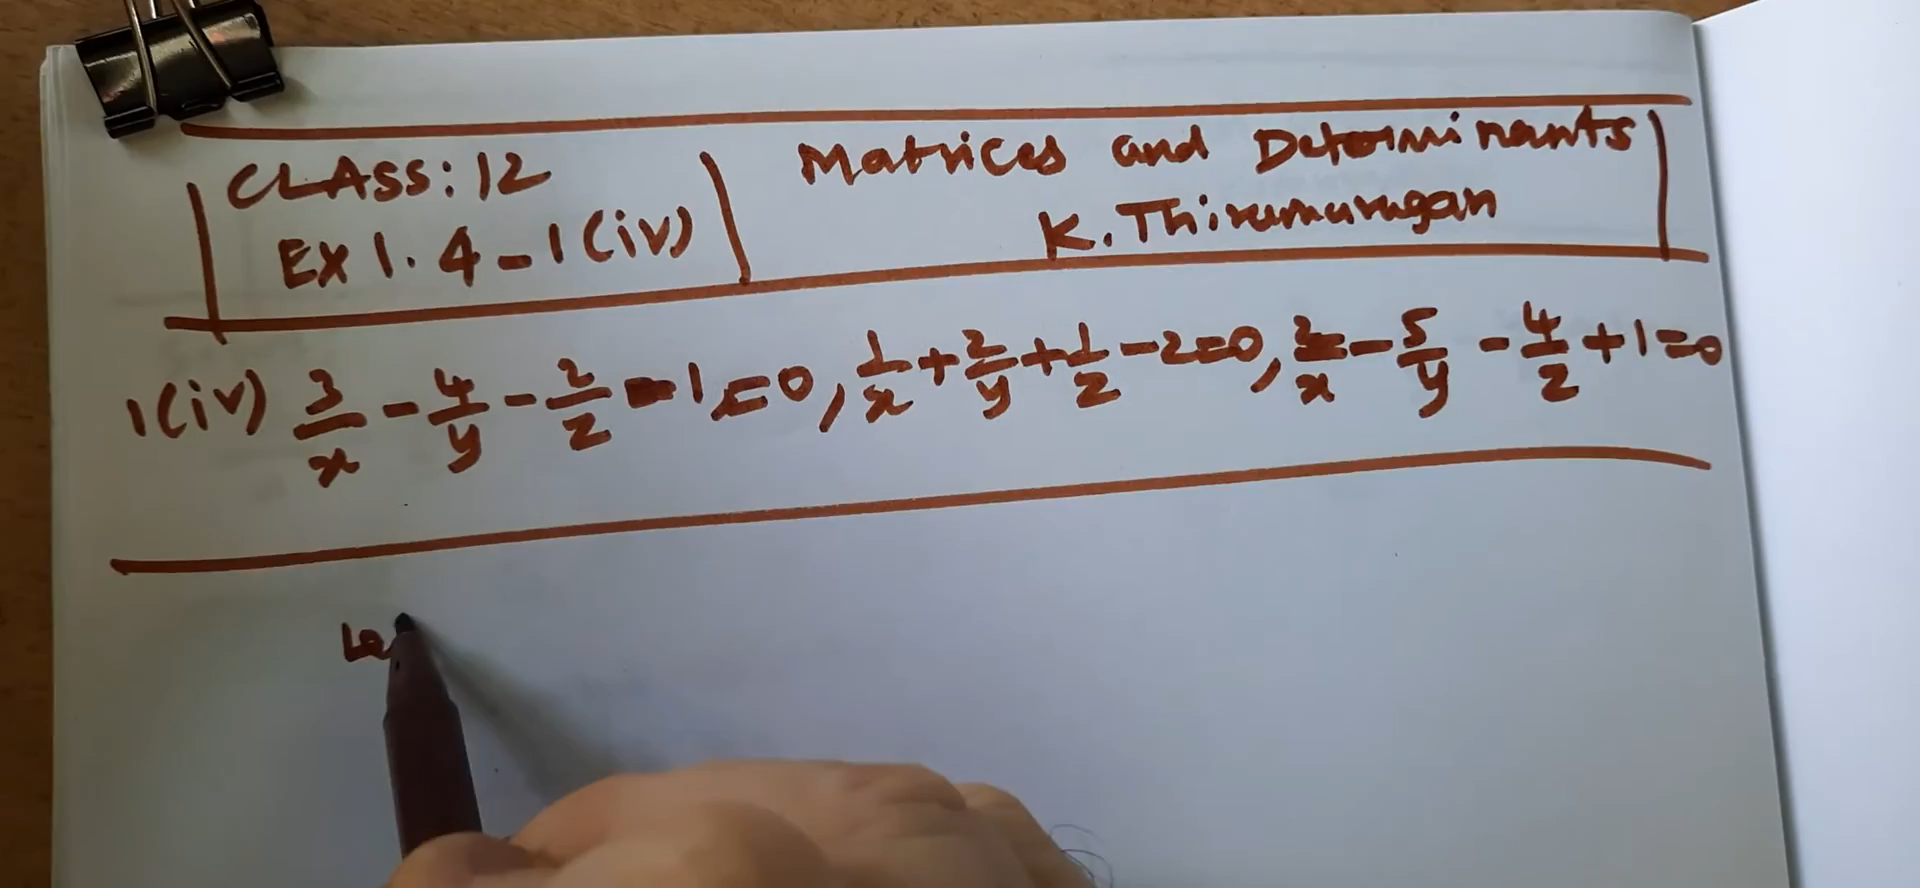 CLASS: 12
Ex 1.4 - 1(iv)
Matrices and Determinants
K. Thirumurugan
1(iv) 3/x - 4/y - 2/z - 1 = 0, 1/x + 2/y + 1/z - 2 = 0, 2/x - 5/y - 4/z + 1 = 0
Le